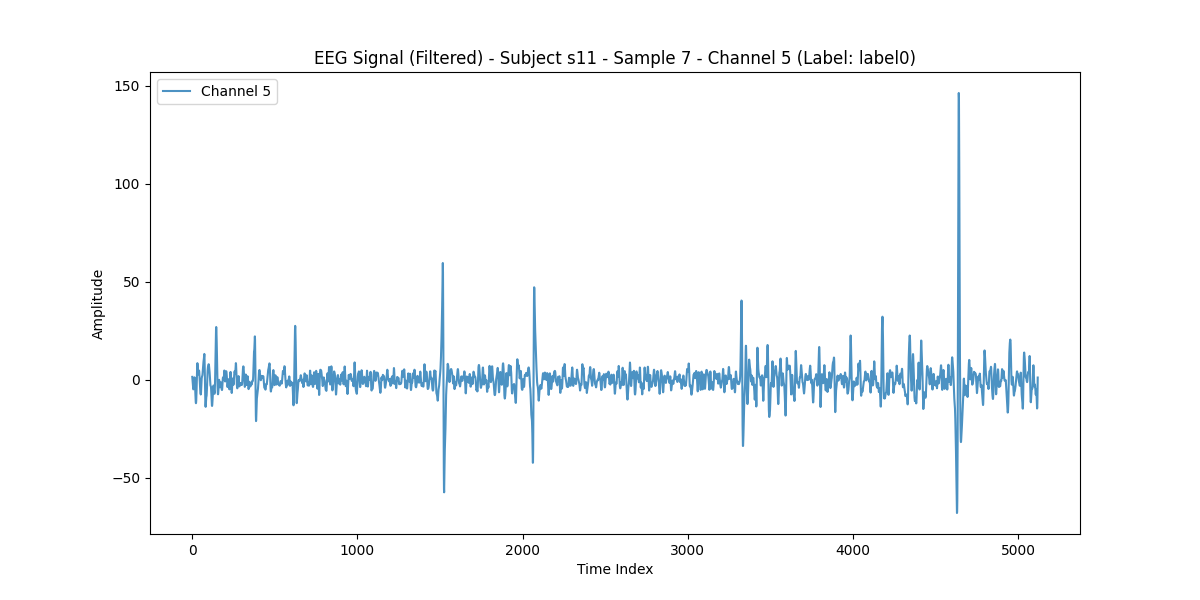 EEG Signal (Filtered) - Subject s11 - Sample 7 - Channel 5 (Label: label0)
Channel 5
150
100
50
0
−50
Amplitude
0 1000 2000 3000 4000 5000
Time Index